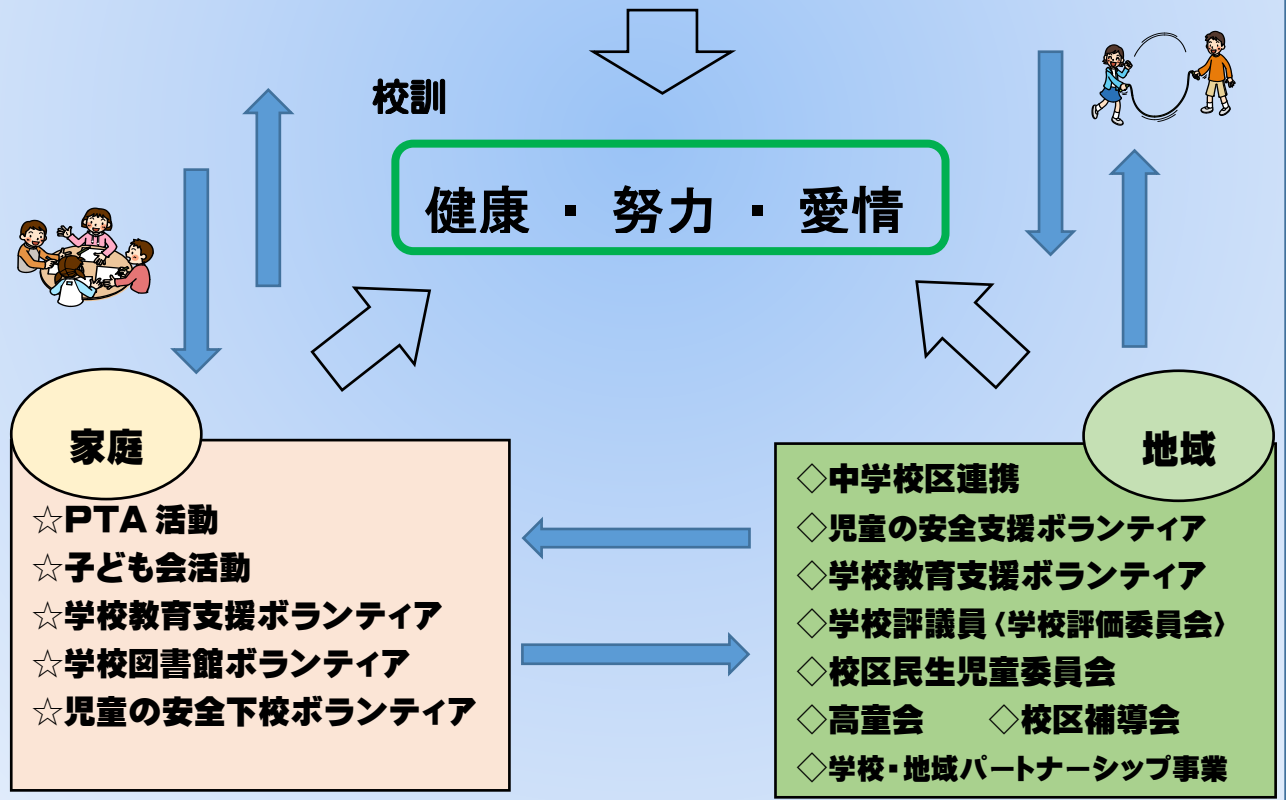 校訓
健康 ・ 努力 ・ 愛情
家庭
☆PTA 活動
☆子ども会活動
☆学校教育支援ボランティア
☆学校図書館ボランティア
☆児童の安全下校ボランティア
地域
◇中学校区連携
◇児童の安全支援ボランティア
◇学校教育支援ボランティア
◇学校評議員〈学校評価委員会〉
◇校区民生児童委員会
◇高童会　　◇校区補導会
◇学校・地域パートナーシップ事業